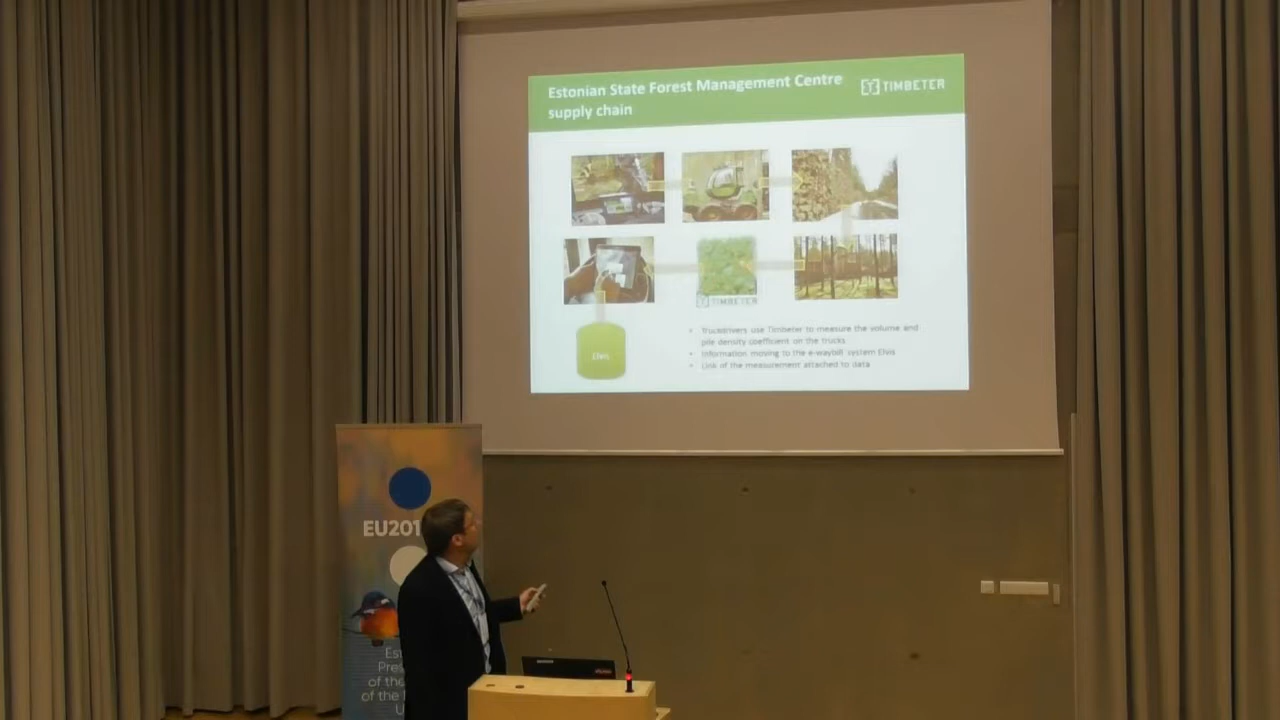 Estonian State Forest Management Centre
supply chain
TIMBETER
TIMBETER
Elvis
• Truckdrivers use Timbeter to measure the volume and
pile density coefficient on the trucks
• Information moving to the e-waybill system Elvis
• Link of the measurement attached to data
EU201
Est
Pres
of the
of the
U